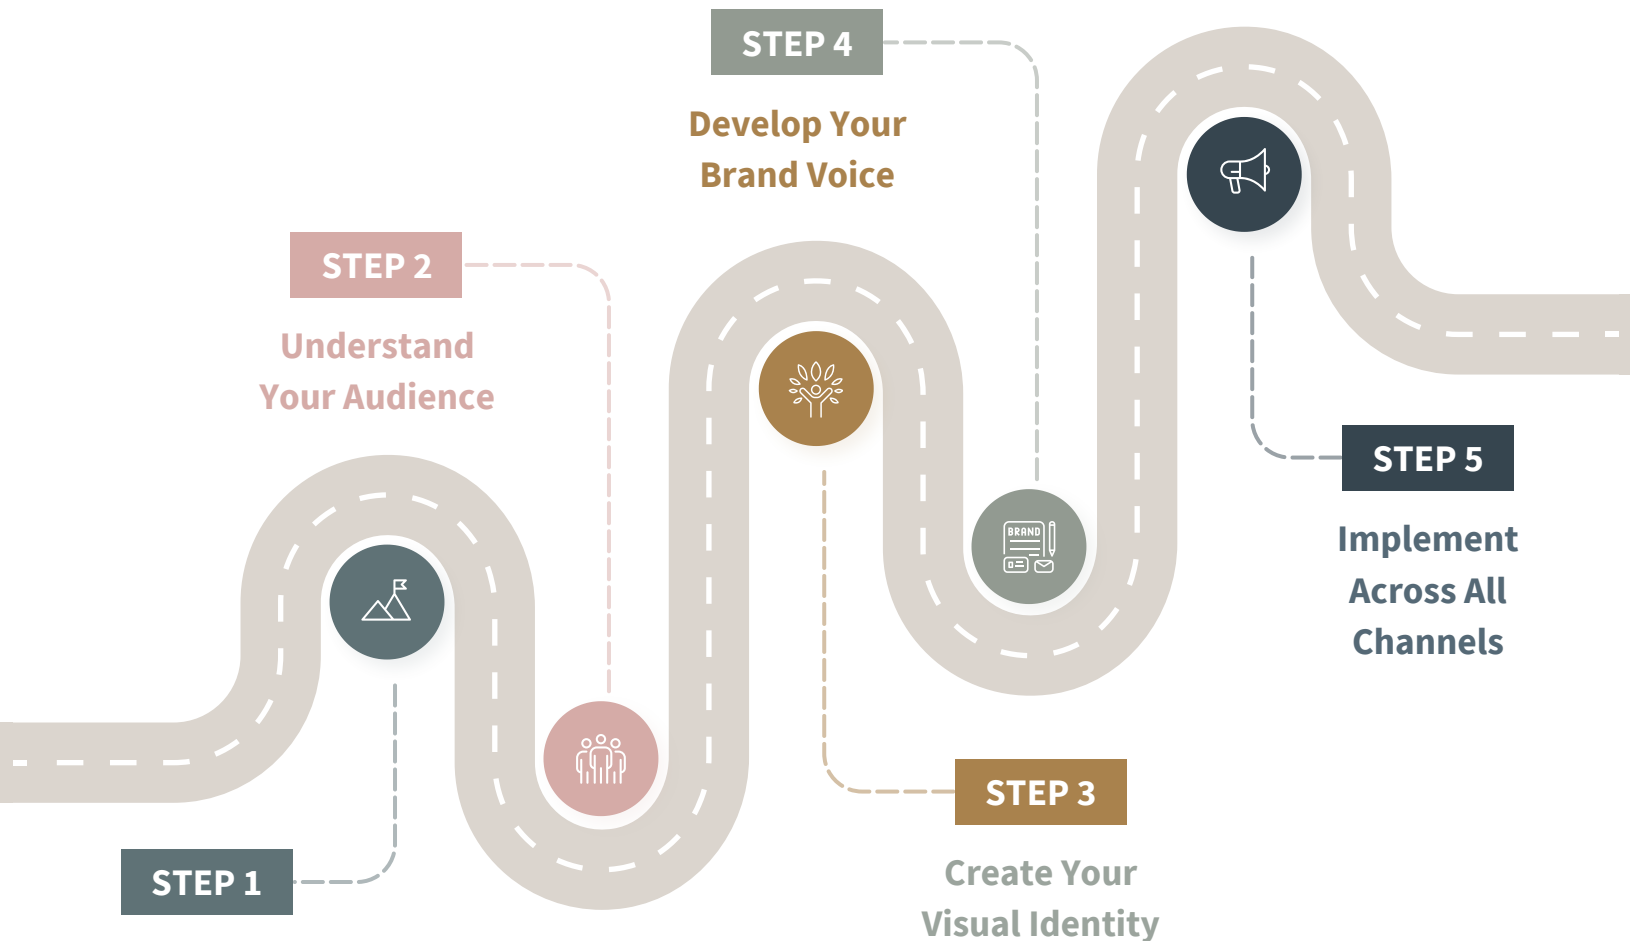 STEP 1
STEP 2
Understand
Your Audience
STEP 3
Create Your
Visual Identity
STEP 4
Develop Your
Brand Voice
BRAND
STEP 5
Implement
Across All
Channels